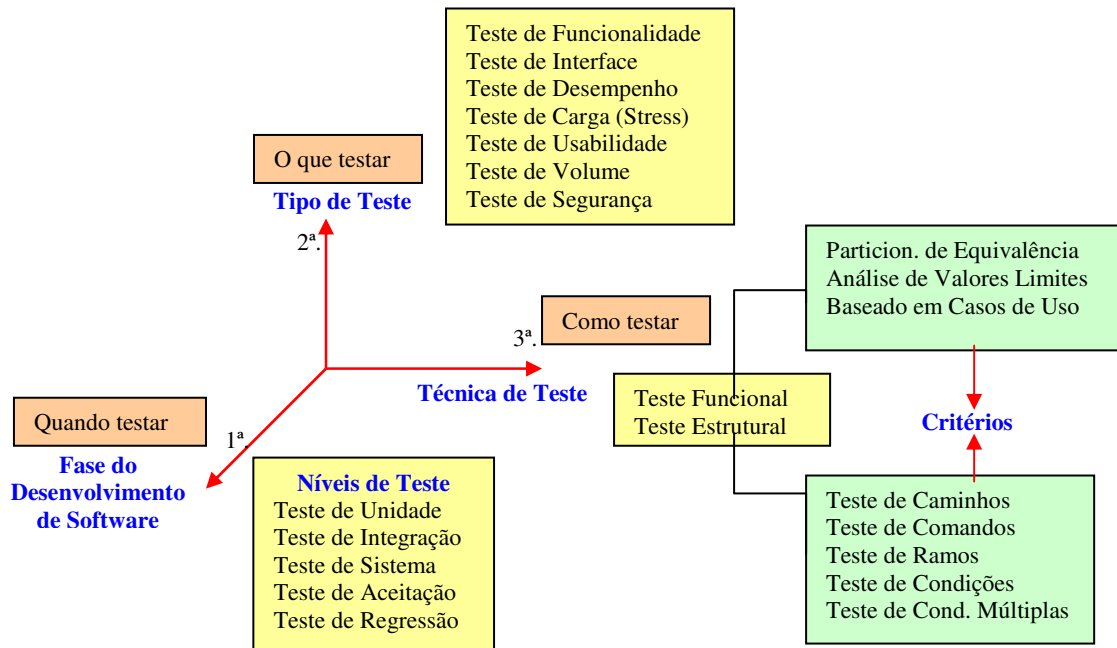 Teste de Funcionalidade
Teste de Interface
Teste de Desempenho
Teste de Carga (Stress)
Teste de Usabilidade
Teste de Volume
Teste de Segurança
O que testar
Tipo de Teste
2ª.
Particion. de Equivalência
Análise de Valores Limites
Baseado em Casos de Uso
Como testar
3ª.
Técnica de Teste
Teste Funcional
Teste Estrutural
Critérios
Quando testar
1ª.
Fase do
Desenvolvimento
de Software
Níveis de Teste
Teste de Unidade
Teste de Integração
Teste de Sistema
Teste de Aceitação
Teste de Regressão
Teste de Caminhos
Teste de Comandos
Teste de Ramos
Teste de Condições
Teste de Cond. Múltiplas